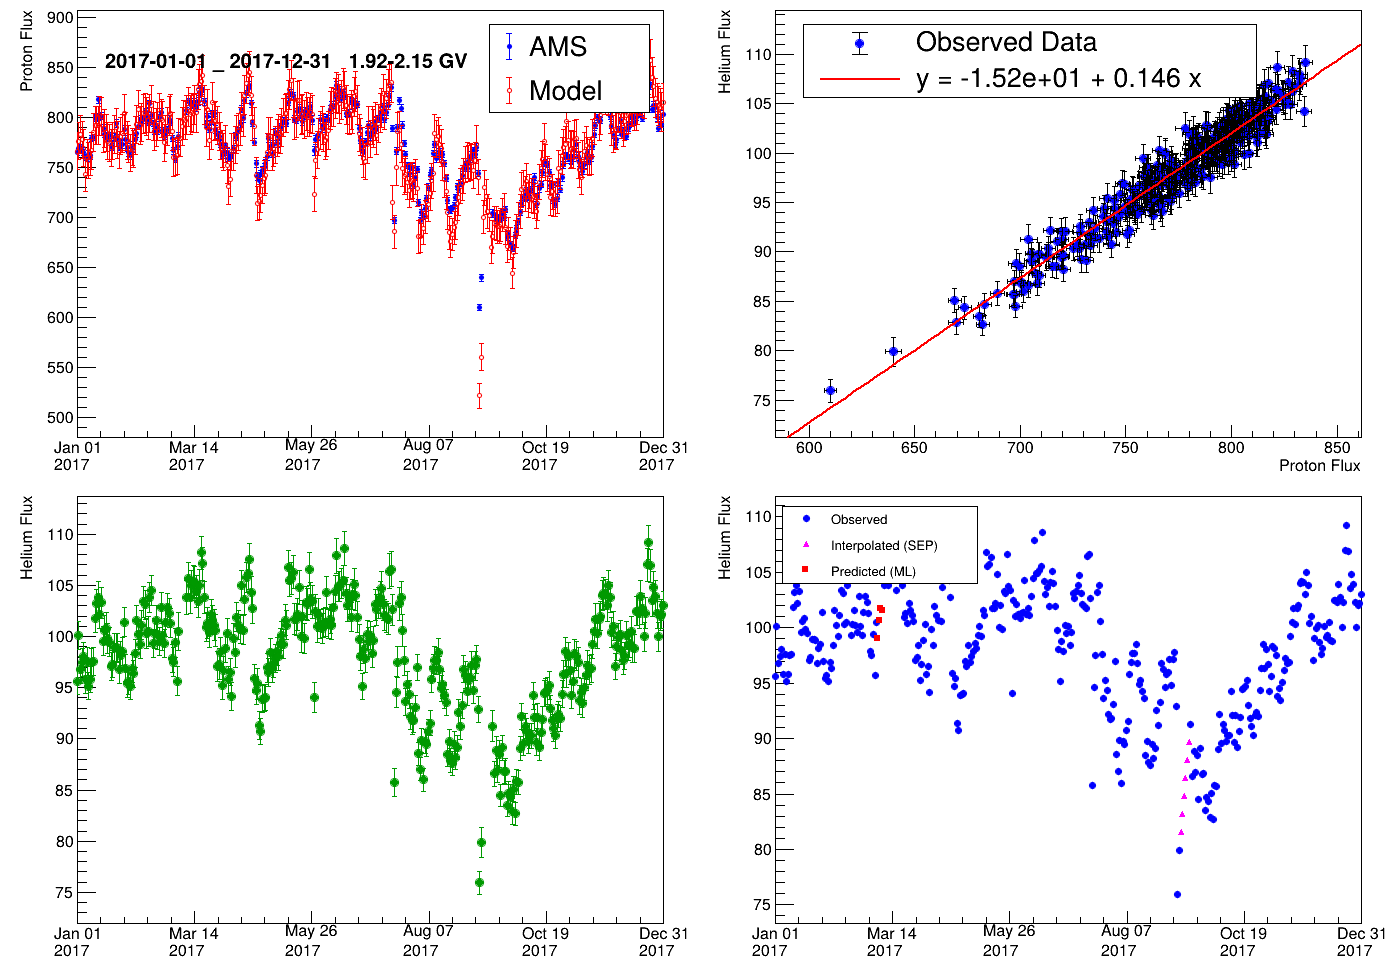 Proton Flux
900
850
800
750
700
650
600
550
500
2017-01-01 _ 2017-12-31 1.92-2.15 GV
AMS
Model
Jan 01 2017
Mar 14 2017
May 26 2017
Aug 07 2017
Oct 19 2017
Dec 31 2017
Helium Flux
110
105
100
95
90
85
80
75
Observed Data
y = -1.52e+01 + 0.146 x
600
650
700
750
800
850
Proton Flux
Helium Flux
110
105
100
95
90
85
80
75
Jan 01 2017
Mar 14 2017
May 26 2017
Aug 07 2017
Oct 19 2017
Dec 31 2017
Helium Flux
110
105
100
95
90
85
80
75
Observed
Interpolated (SEP)
Predicted (ML)
Jan 01 2017
Mar 14 2017
May 26 2017
Aug 07 2017
Oct 19 2017
Dec 31 2017